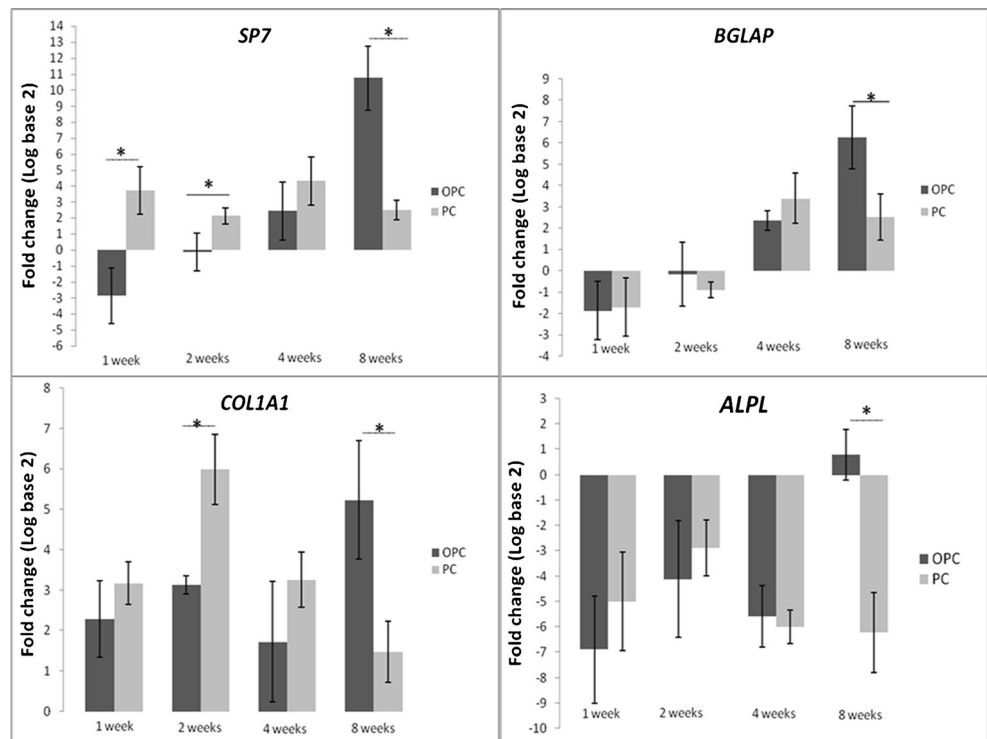 SP7
Fold change (Log base 2)
14
13
12
11
10
9
8
7
6
5
4
3
2
1
0
-1
-2
-3
-4
-5
-6
*
*
*
OPC
PC
1 week
2 weeks
4 weeks
8 weeks
BGLAP
Fold change (Log base 2)
9
8
7
6
5
4
3
2
1
0
-1
-2
-3
-4
*
OPC
PC
1 week
2 weeks
4 weeks
8 weeks
COL1A1
Fold change (Log base 2)
8
7
6
5
4
3
2
1
0
*
*
OPC
PC
1 week
2 weeks
4 weeks
8 weeks
ALPL
Fold change (Log base 2)
3
2
1
0
-1
-2
-3
-4
-5
-6
-7
-8
-9
-10
*
OPC
PC
1 week
2 weeks
4 weeks
8 weeks